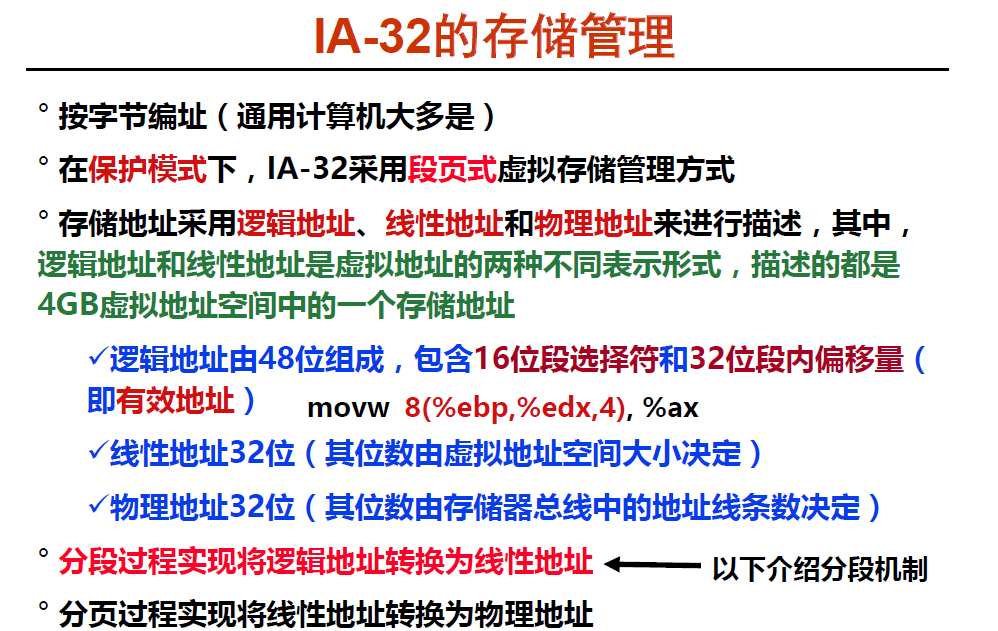 IA-32的存储管理
° 按字节编址（通用计算机大多是）
° 在保护模式下，IA-32采用段页式虚拟存储管理方式
° 存储地址采用逻辑地址、线性地址和物理地址来进行描述，其中，
逻辑地址和线性地址是虚拟地址的两种不同表示形式，描述的都是
4GB虚拟地址空间中的一个存储地址
✓逻辑地址由48位组成，包含16位段选择符和32位段内偏移量（
即有效地址） movw 8(%ebp,%edx,4), %ax
✓线性地址32位（其位数由虚拟地址空间大小决定）
✓物理地址32位（其位数由存储器总线中的地址线条数决定）
° 分段过程实现将逻辑地址转换为线性地址 以下介绍分段机制
° 分页过程实现将线性地址转换为物理地址